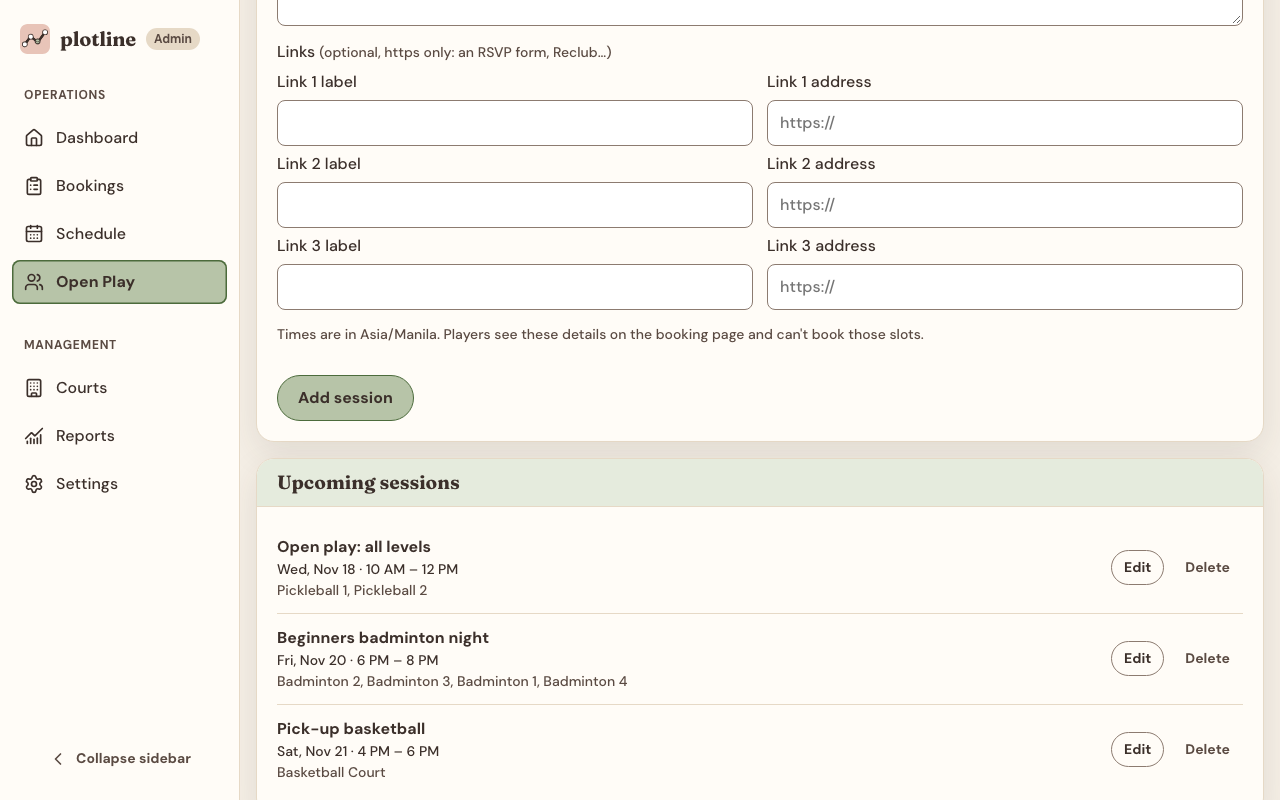 plotline
Admin
OPERATIONS
Dashboard
Bookings
Schedule
Open Play
MANAGEMENT
Courts
Reports
Settings
Collapse sidebar
Links (optional, https only: an RSVP form, Reclub…)
Link 1 label
Link 1 address
https://
Link 2 label
Link 2 address
https://
Link 3 label
Link 3 address
https://
Times are in Asia/Manila. Players see these details on the booking page and can't book those slots.
Add session
Upcoming sessions
Open play: all levels
Wed, Nov 18 · 10 AM – 12 PM
Pickleball 1, Pickleball 2
Edit
Delete
Beginners badminton night
Fri, Nov 20 · 6 PM – 8 PM
Badminton 2, Badminton 3, Badminton 1, Badminton 4
Edit
Delete
Pick-up basketball
Sat, Nov 21 · 4 PM – 6 PM
Basketball Court
Edit
Delete